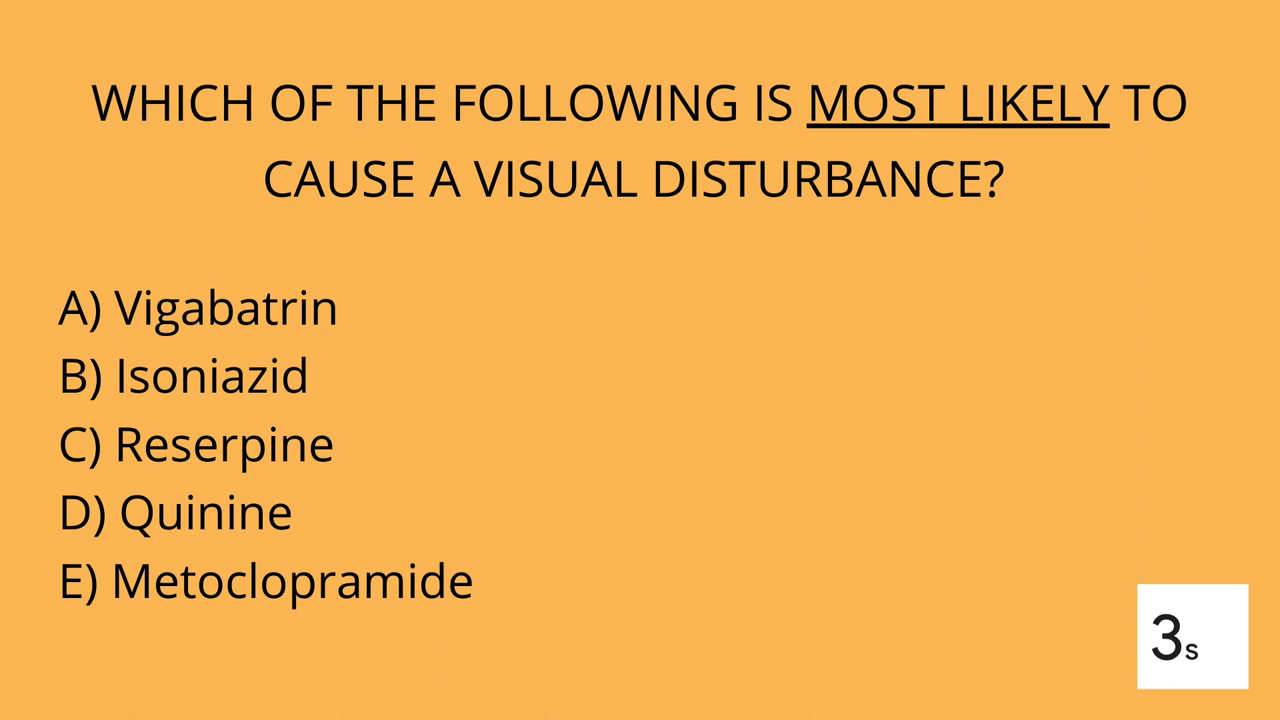 WHICH OF THE FOLLOWING IS MOST LIKELY TO
CAUSE A VISUAL DISTURBANCE?
A) Vigabatrin
B) Isoniazid
C) Reserpine
D) Quinine
E) Metoclopramide
3s